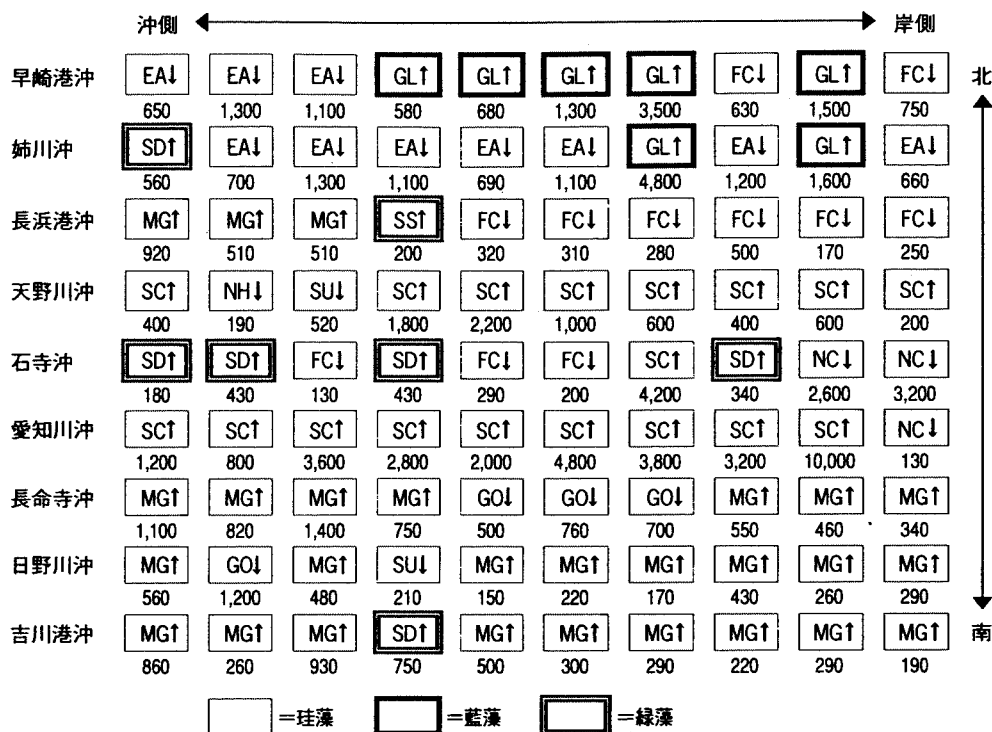 沖側 岸側
早崎港沖 EA↓ EA↓ EA↓ GL↑ GL↑ GL↑ GL↑ FC↓ GL↑ FC↓ 北
650 1,300 1,100 580 680 1,300 3,500 630 1,500 750
姉川沖 SD↑ EA↓ EA↓ EA↓ EA↓ EA↓ GL↑ EA↓ GL↑ EA↓
560 700 1,300 1,100 690 1,100 4,800 1,200 1,600 660
長浜港沖 MG↑ MG↑ MG↑ SS↑ FC↓ FC↓ FC↓ FC↓ FC↓ FC↓
920 510 510 200 320 310 280 500 170 250
天野川沖 SC↑ NH↓ SU↓ SC↑ SC↑ SC↑ SC↑ SC↑ SC↑ SC↑
400 190 520 1,800 2,200 1,000 600 400 600 200
石寺沖 SD↑ SD↑ FC↓ SD↑ FC↓ FC↓ SC↑ SD↑ NC↓ NC↓
180 430 130 430 290 200 4,200 340 2,600 3,200
愛知川沖 SC↑ SC↑ SC↑ SC↑ SC↑ SC↑ SC↑ SC↑ SC↑ NC↓
1,200 800 3,600 2,800 2,000 4,800 3,800 3,200 10,000 130
長命寺沖 MG↑ MG↑ MG↑ MG↑ GO↓ GO↓ GO↓ MG↑ MG↑ MG↑
1,100 820 1,400 750 500 760 700 550 460 340
日野川沖 MG↑ GO↓ MG↑ SU↓ MG↑ MG↑ MG↑ MG↑ MG↑ MG↑
560 1,200 480 210 150 220 170 430 260 290
吉川港沖 MG↑ MG↑ MG↑ SD↑ MG↑ MG↑ MG↑ MG↑ MG↑ MG↑ 南
860 260 930 750 500 300 290 220 290 190
=珪藻 =藍藻 =緑藻